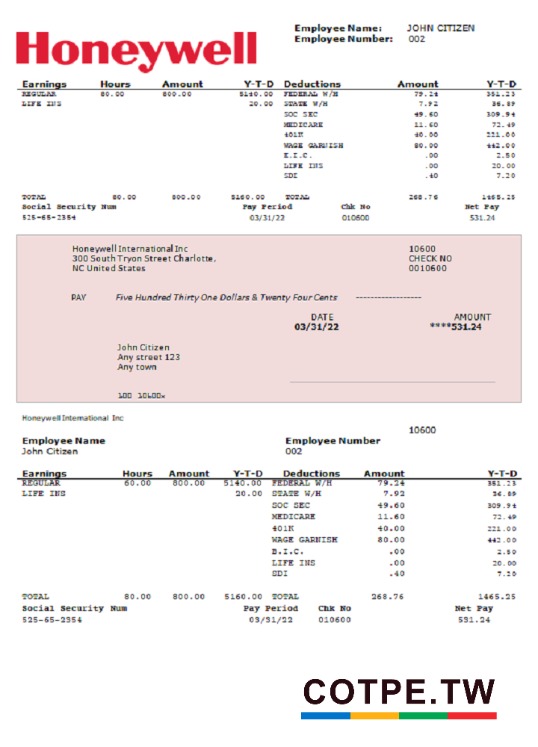 Honeywell
Employee Name: JOHN CITIZEN
Employee Number: 002
Earnings Hours Amount Y-T-D Deductions Amount Y-T-D
REGULAR 80.00 800.00 5140.00 FEDERAL W/H 79.24 351.23
LIFE INS 20.00 STATE W/H 7.92 36.89
SOC SEC 49.60 309.94
MEDICARE 11.60 72.49
401K 40.00 221.00
WAGE GARNISH 80.00 442.00
E.I.C. .00 2.50
LIFE INS .00 20.00
SDI .40 7.20
TOTAL 80.00 800.00 5160.00 TOTAL 268.76 1465.25
Social Security Num Pay Period Chk No Net Pay
525-65-2354 03/31/22 010600 531.24
Honeywell International Inc 10600
300 South Tryon Street Charlotte, CHECK NO
NC United States 0010600
PAY Five Hundred Thirty One Dollars & Twenty Four Cents ------------------
DATE AMOUNT
03/31/22 ****531.24
John Citizen
Any street 123
Any town
Honeywell International Inc
10600
Employee Name Employee Number
John Citizen 002
Earnings Hours Amount Y-T-D Deductions Amount Y-T-D
REGULAR 60.00 800.00 5140.00 FEDERAL W/H 79.24 351.23
LIFE INS 20.00 STATE W/H 7.92 36.89
SOC SEC 49.60 309.94
MEDICARE 11.60 72.49
401K 40.00 221.00
WAGE GARNISH 80.00 442.00
B.I.C. .00 2.50
LIFE INS .00 20.00
SDI .40 7.20
TOTAL 80.00 800.00 5160.00 TOTAL 268.76 1465.25
Social Security Num Pay Period Chk No Net Pay
525-65-2354 03/31/22 010600 531.24
COTPE.TW